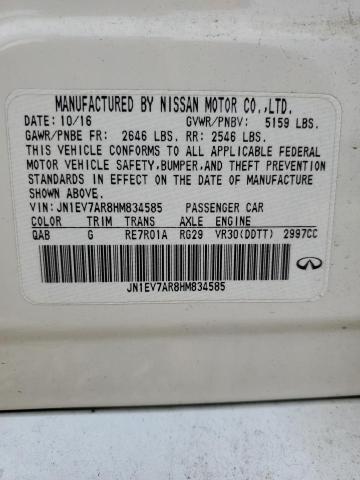 MANUFACTURED BY NISSAN MOTOR CO.,LTD.
DATE: 10/16 GVWR/PNBV: 5159 LBS.
GAWR/PNBE FR: 2646 LBS. RR: 2546 LBS.
THIS VEHICLE CONFORMS TO ALL APPLICABLE FEDERAL
MOTOR VEHICLE SAFETY,BUMPER,AND THEFT PREVENTION
STANDARDS IN EFFECT ON THE DATE OF MANUFACTURE
SHOWN ABOVE.
VIN: JN1EV7AR8HM834585 PASSENGER CAR
COLOR TRIM TRANS AXLE ENGINE
QAB G RE7R01A RG29 VR30(DDTT) 2997CC
JN1EV7AR8HM834585
INFINITI